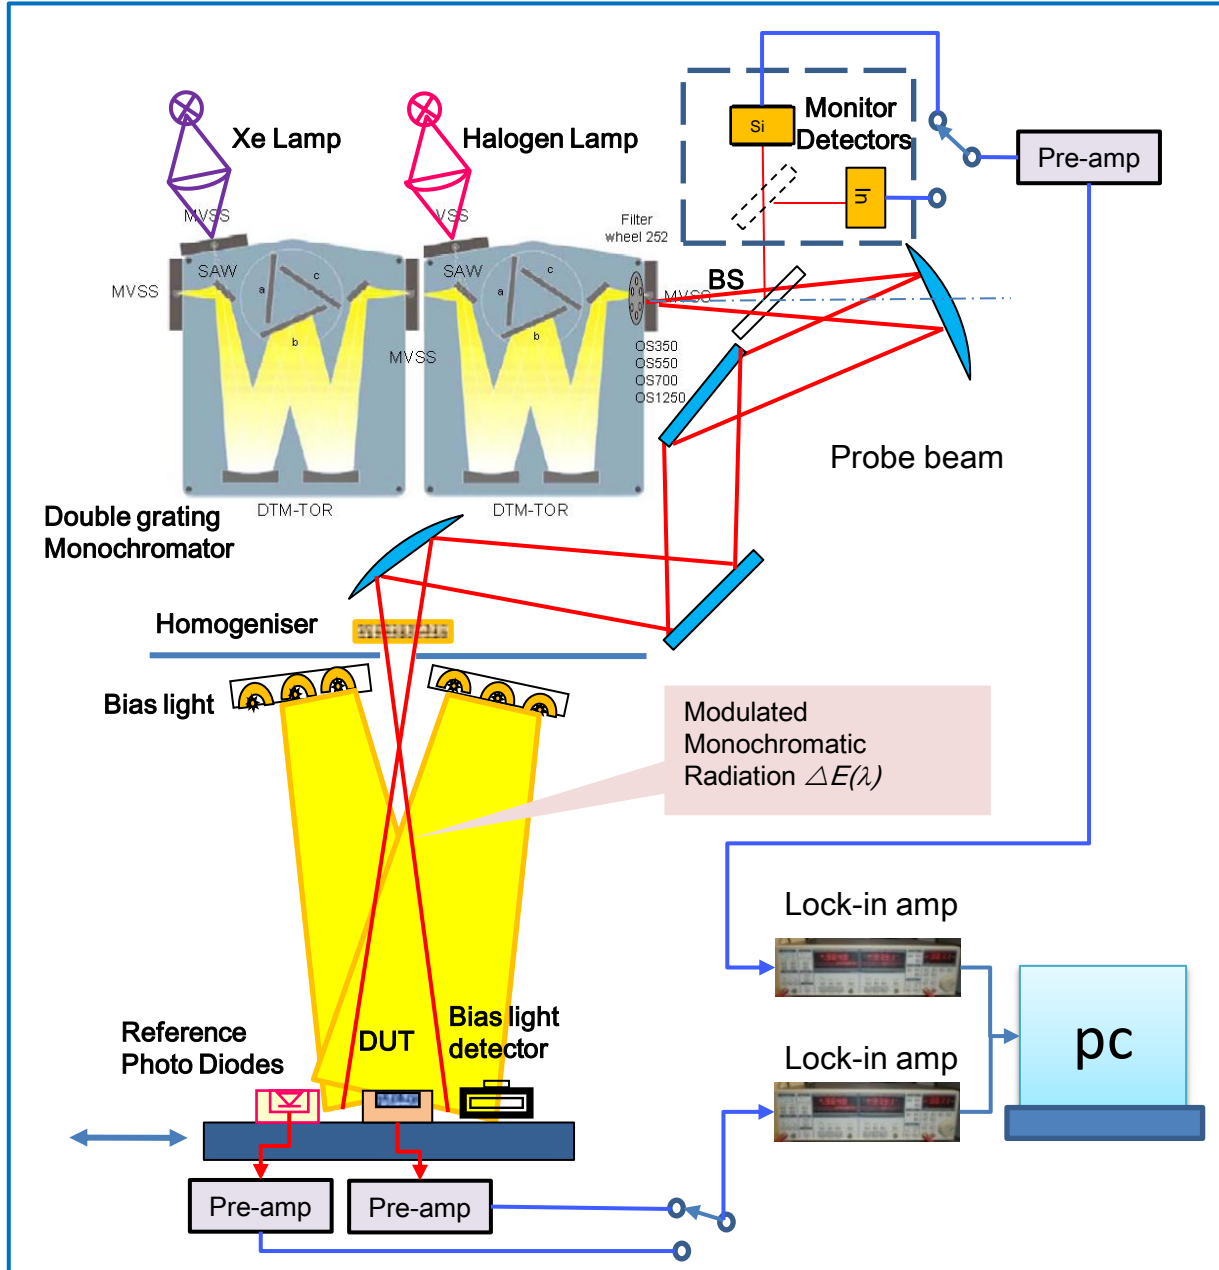 Xe Lamp
Halogen Lamp
Monitor
Detectors
Si
In
Pre-amp
MVSS
VSS
Filter
wheel 252
SAW
SAW
a
c
b
a
c
b
MVSS
MVSS
MVSS
BS
OS350
OS550
OS700
OS1250
Probe beam
DTM-TOR
DTM-TOR
Double grating
Monochromator
Homogeniser
Bias light
Modulated
Monochromatic
Radiation △E(λ)
Lock-in amp
Reference
Photo Diodes
DUT
Bias light
detector
Lock-in amp
pc
Pre-amp
Pre-amp